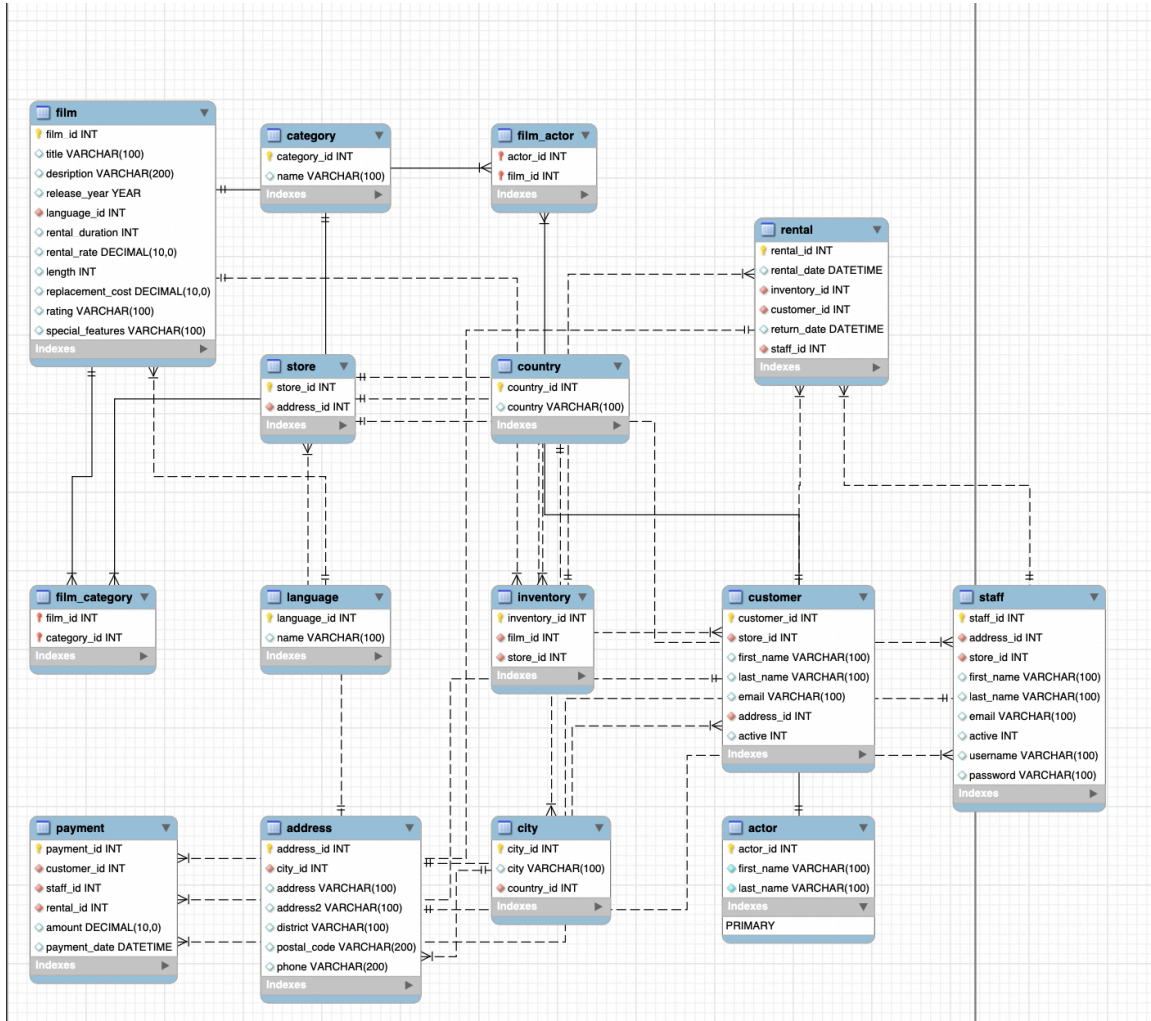 film
film_id INT
title VARCHAR(100)
desription VARCHAR(200)
release_year YEAR
language_id INT
rental_duration INT
rental_rate DECIMAL(10,0)
length INT
replacement_cost DECIMAL(10,0)
rating VARCHAR(100)
special_features VARCHAR(100)
Indexes
category
category_id INT
name VARCHAR(100)
Indexes
film_actor
actor_id INT
film_id INT
Indexes
rental
rental_id INT
rental_date DATETIME
inventory_id INT
customer_id INT
return_date DATETIME
staff_id INT
Indexes
store
store_id INT
address_id INT
Indexes
country
country_id INT
country VARCHAR(100)
Indexes
film_category
film_id INT
category_id INT
Indexes
language
language_id INT
name VARCHAR(100)
Indexes
inventory
inventory_id INT
film_id INT
store_id INT
Indexes
customer
customer_id INT
store_id INT
first_name VARCHAR(100)
last_name VARCHAR(100)
email VARCHAR(100)
address_id INT
active INT
Indexes
staff
staff_id INT
address_id INT
store_id INT
first_name VARCHAR(100)
last_name VARCHAR(100)
email VARCHAR(100)
active INT
username VARCHAR(100)
password VARCHAR(100)
Indexes
payment
payment_id INT
customer_id INT
staff_id INT
rental_id INT
amount DECIMAL(10,0)
payment_date DATETIME
Indexes
address
address_id INT
city_id INT
address VARCHAR(100)
address2 VARCHAR(100)
district VARCHAR(100)
postal_code VARCHAR(200)
phone VARCHAR(200)
Indexes
city
city_id INT
city VARCHAR(100)
country_id INT
Indexes
actor
actor_id INT
first_name VARCHAR(100)
last_name VARCHAR(100)
Indexes
PRIMARY